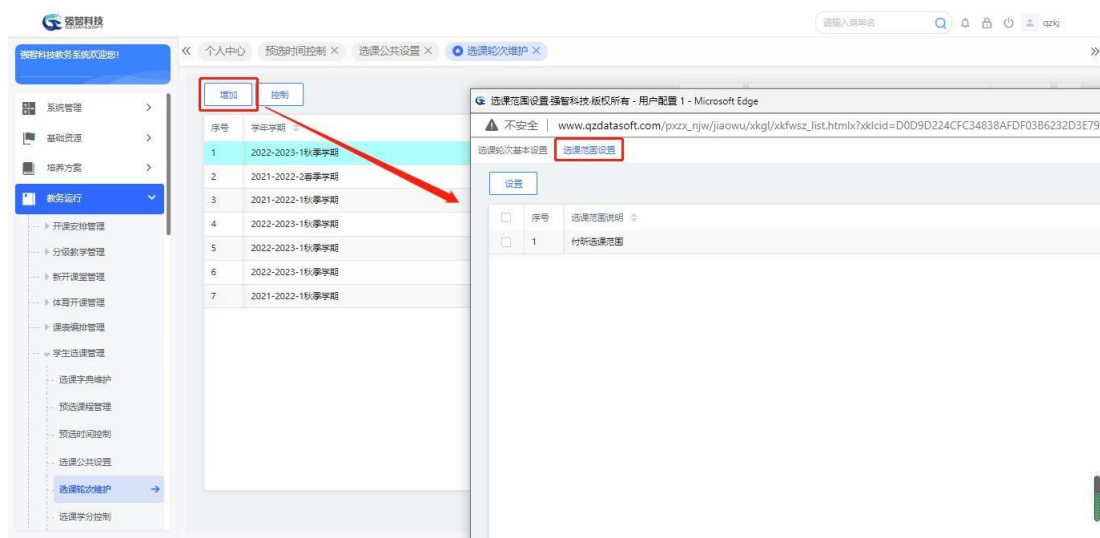 强智科技
QZDATASOFT
请输入菜单名
qzkj
强智科技教务系统欢迎您!
« 个人中心 预选时间控制 × 选课公共设置 × 选课轮次维护 × »
系统管理 >
基础资源 >
培养方案 >
教务运行
开课安排管理
分级教学管理
新开课堂管理
体育开课管理
课表编排管理
学生选课管理
选课字典维护
预选课程管理
预选时间控制
选课公共设置
选课轮次维护 →
选课学分控制
增加 控制
序号 学年学期
1 2022-2023-1秋季学期
2 2021-2022-2春季学期
3 2021-2022-1秋季学期
4 2022-2023-1秋季学期
5 2022-2023-1秋季学期
6 2022-2023-1秋季学期
7 2021-2022-1秋季学期
选课范围设置-强智科技-版权所有 - 用户配置 1 - Microsoft Edge
不安全 | www.qzdatasoft.com/pxzx_njw/jiaowu/xkgl/xkfwsz_list.htmlx?xklcid=D0D9D224CFC34838AFDF03B6232D3E79
选课轮次基本设置 选课范围设置
设置
序号 选课范围说明
1 付昕选课范围